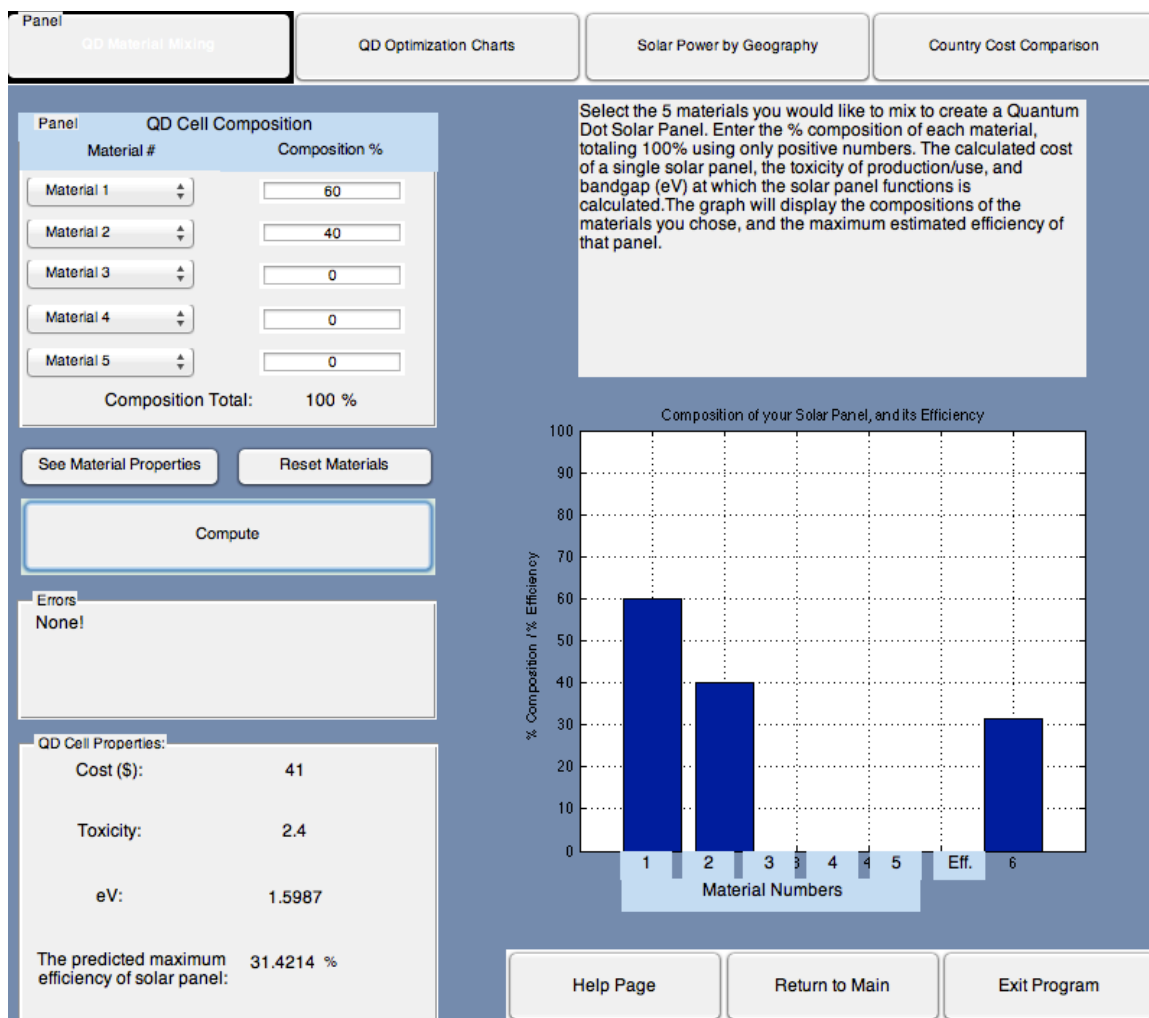 Panel
QD Material Mixing
QD Optimization Charts
Solar Power by Geography
Country Cost Comparison
Panel
QD Cell Composition
Material #
Composition %
Material 1
60
Material 2
40
Material 3
0
Material 4
0
Material 5
0
Composition Total: 100 %
See Material Properties
Reset Materials
Compute
Errors
None!
QD Cell Properties:
Cost ($): 41
Toxicity: 2.4
eV: 1.5987
The predicted maximum
efficiency of solar panel: 31.4214 %
Select the 5 materials you would like to mix to create a Quantum
Dot Solar Panel. Enter the % composition of each material,
totaling 100% using only positive numbers. The calculated cost
of a single solar panel, the toxicity of production/use, and
bandgap (eV) at which the solar panel functions is
calculated.The graph will display the compositions of the
materials you chose, and the maximum estimated efficiency of
that panel.
Composition of your Solar Panel, and its Efficiency
% Composition / % Efficiency
100
90
80
70
60
50
40
30
20
10
0
1 2 3 3 4 4 5 Eff. 6
Material Numbers
Help Page
Return to Main
Exit Program